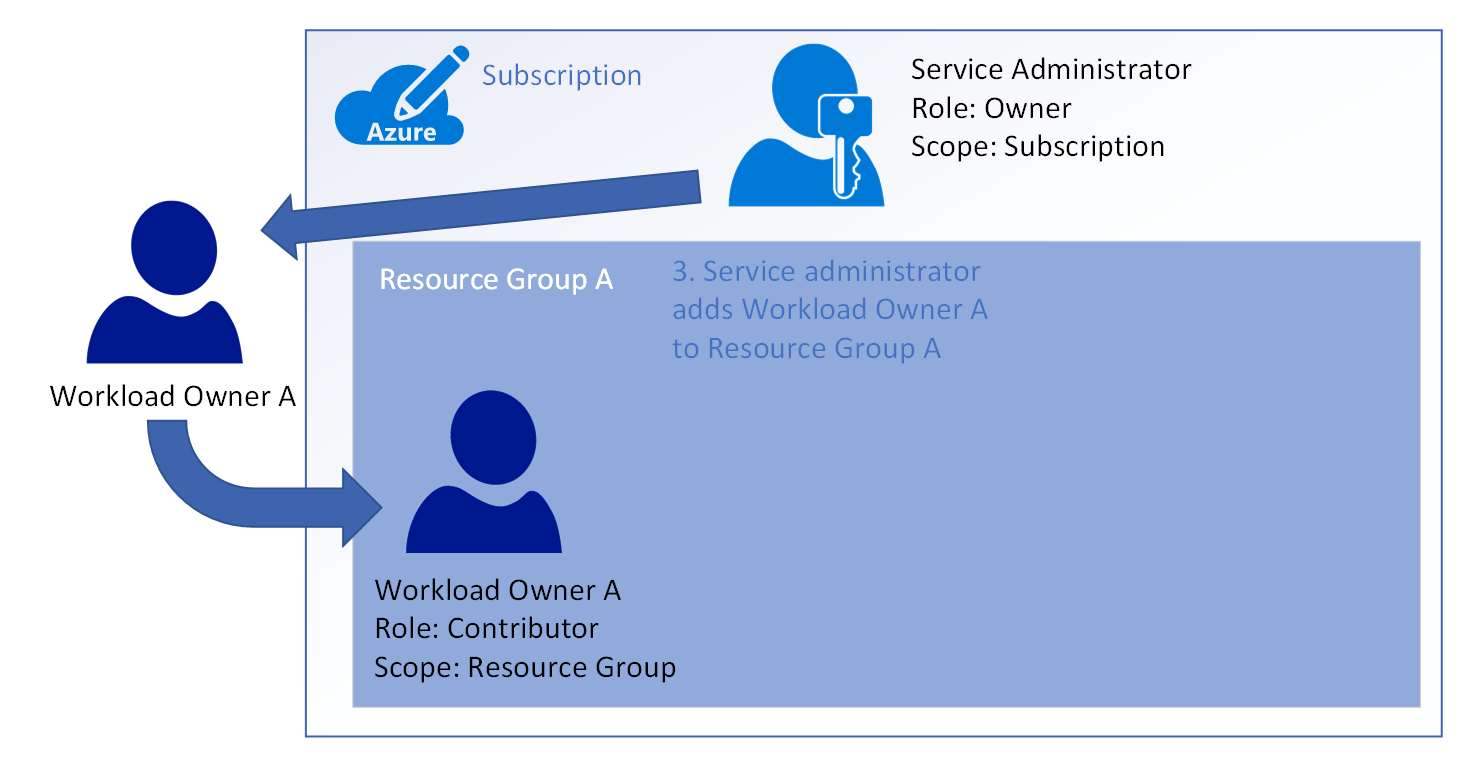 Azure
Subscription
Service Administrator
Role: Owner
Scope: Subscription
Workload Owner A
Resource Group A
3. Service administrator
adds Workload Owner A
to Resource Group A
Workload Owner A
Role: Contributor
Scope: Resource Group